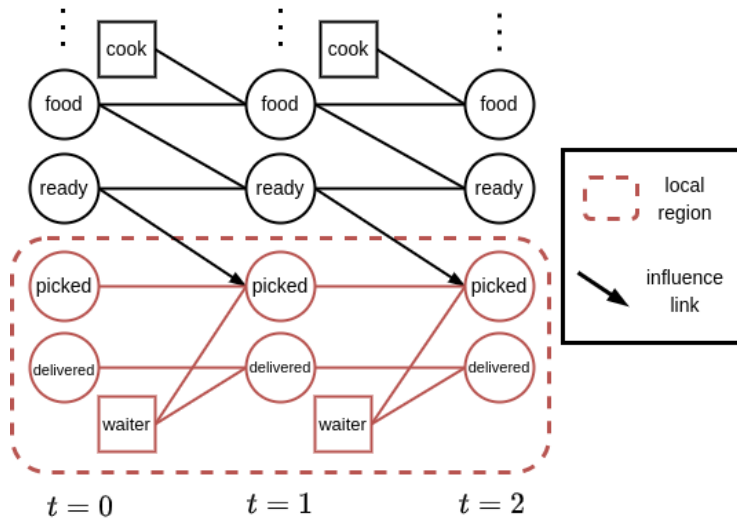 cook
cook
food
food
food
ready
ready
ready
local
region
influence
link
picked
picked
picked
delivered
delivered
delivered
waiter
waiter
t = 0
t = 1
t = 2